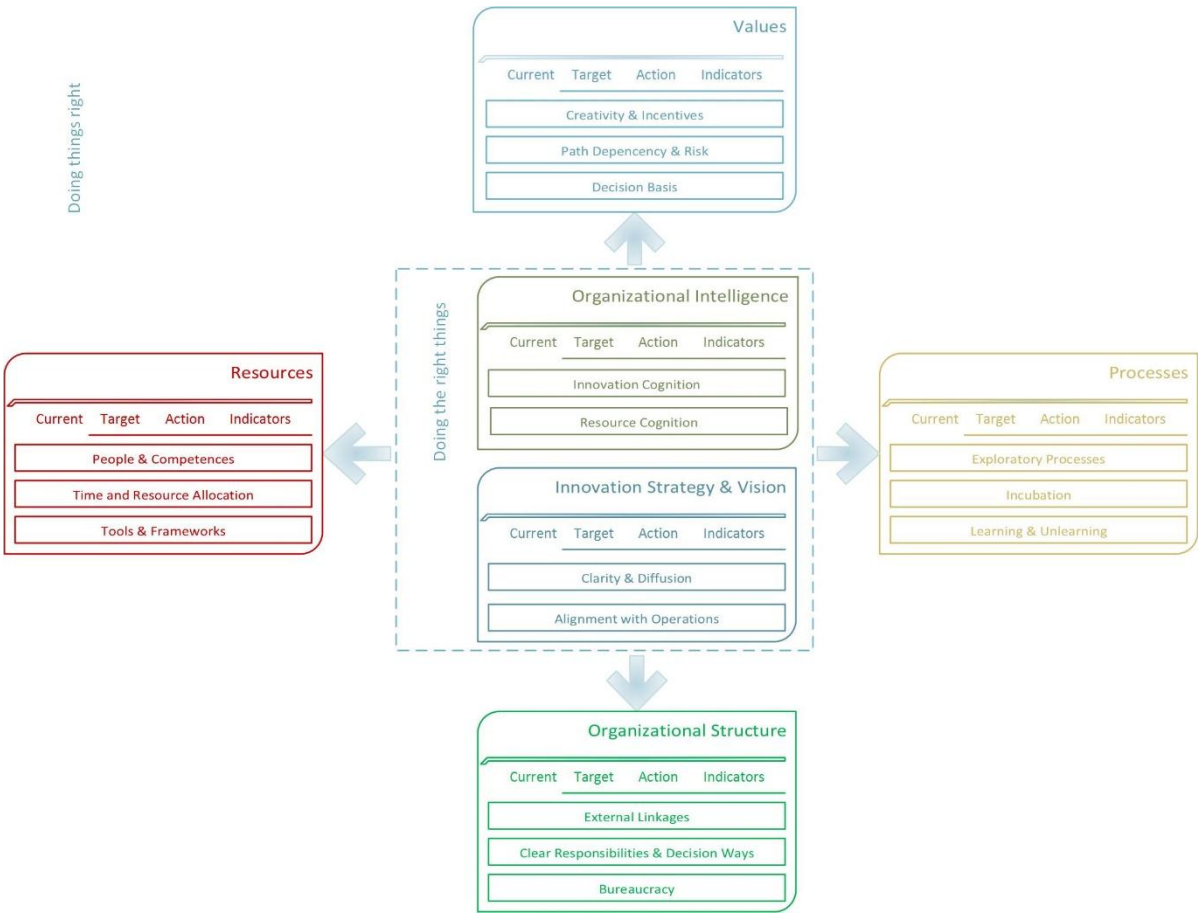 Values
Current Target Action Indicators
Creativity & Incentives
Path Depencency & Risk
Decision Basis
Doing things right
Doing the right things
Organizational Intelligence
Current Target Action Indicators
Innovation Cognition
Resource Cognition
Resources
Current Target Action Indicators
People & Competences
Time and Resource Allocation
Tools & Frameworks
Innovation Strategy & Vision
Current Target Action Indicators
Clarity & Diffusion
Alignment with Operations
Processes
Current Target Action Indicators
Exploratory Processes
Incubation
Learning & Unlearning
Organizational Structure
Current Target Action Indicators
External Linkages
Clear Responsibilities & Decision Ways
Bureaucracy